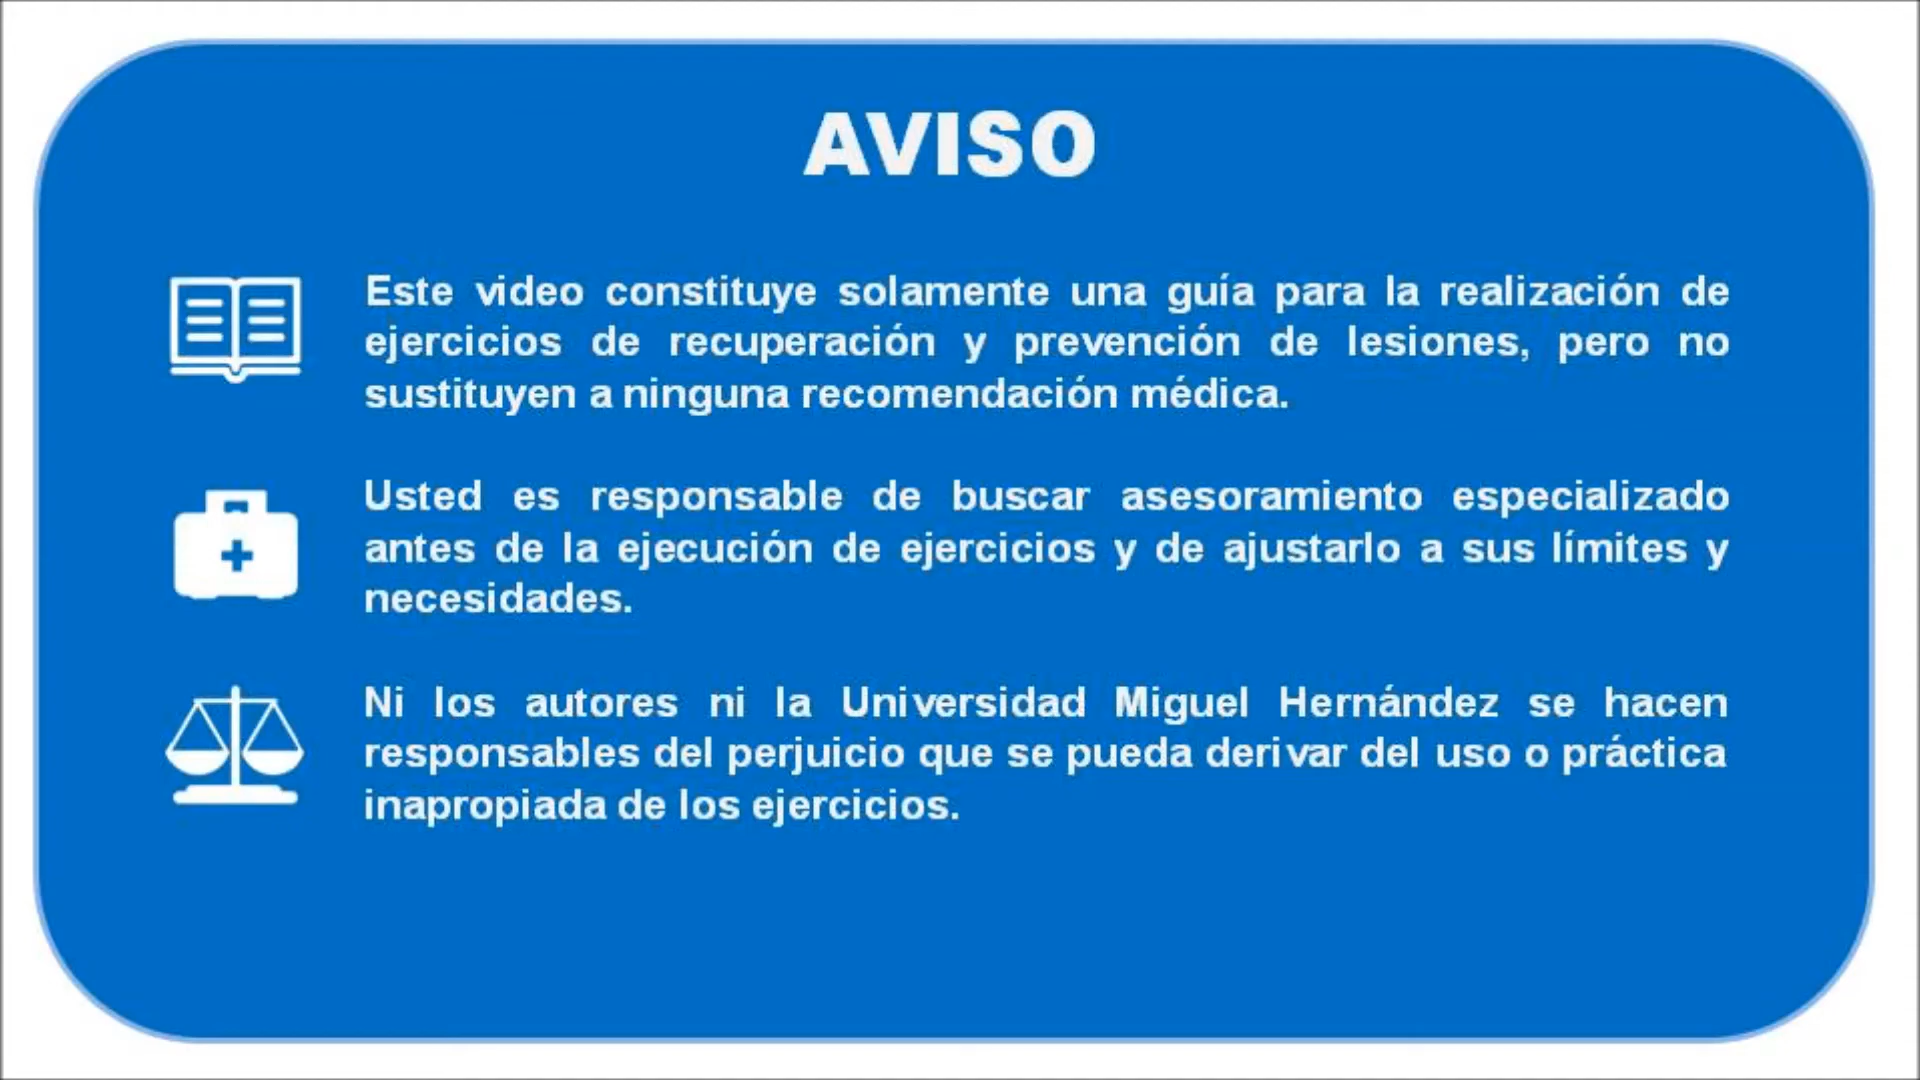 AVISO
Este video constituye solamente una guía para la realización de
ejercicios de recuperación y prevención de lesiones, pero no
sustituyen a ninguna recomendación médica.
Usted es responsable de buscar asesoramiento especializado
antes de la ejecución de ejercicios y de ajustarlo a sus límites y
necesidades.
Ni los autores ni la Universidad Miguel Hernández se hacen
responsables del perjuicio que se pueda derivar del uso o práctica
inapropiada de los ejercicios.